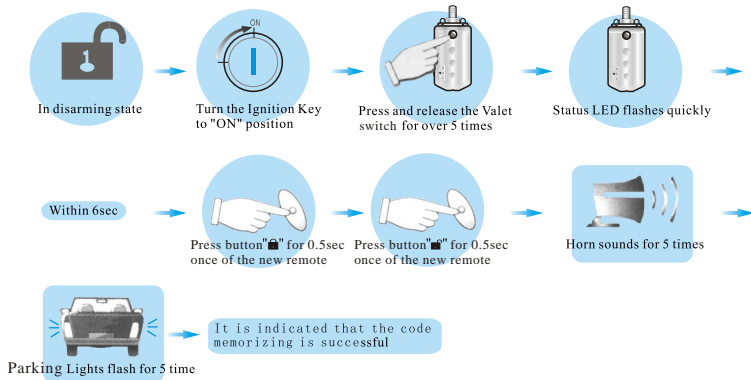 ON
1
In disarming state
Turn the Ignition Key
to "ON" position
Press and release the Valet
switch for over 5 times
Status LED flashes quickly
Within 6sec
Press button"🔒" for 0.5sec
once of the new remote
Press button"🔓" for 0.5sec
once of the new remote
Horn sounds for 5 times
Parking Lights flash for 5 time
It is indicated that the code
memorizing is successful